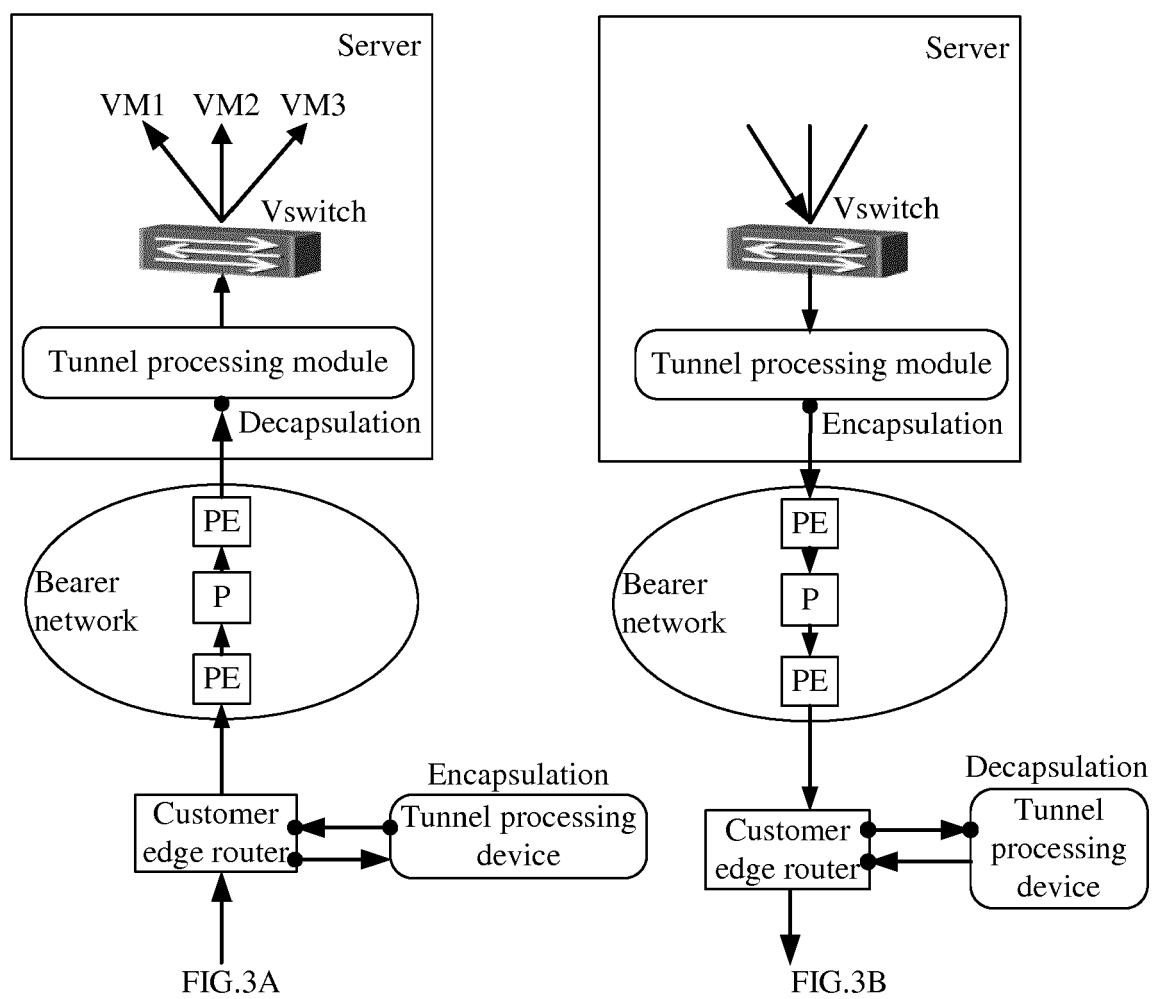 Server
VM1 VM2 VM3
Vswitch
Tunnel processing module
Decapsulation
PE
Bearer
network
P
PE
Encapsulation
Customer
edge router
Tunnel processing
device
FIG.3A
Server
Vswitch
Tunnel processing module
Encapsulation
PE
Bearer
network
P
PE
Decapsulation
Customer
edge router
Tunnel
processing
device
FIG.3B